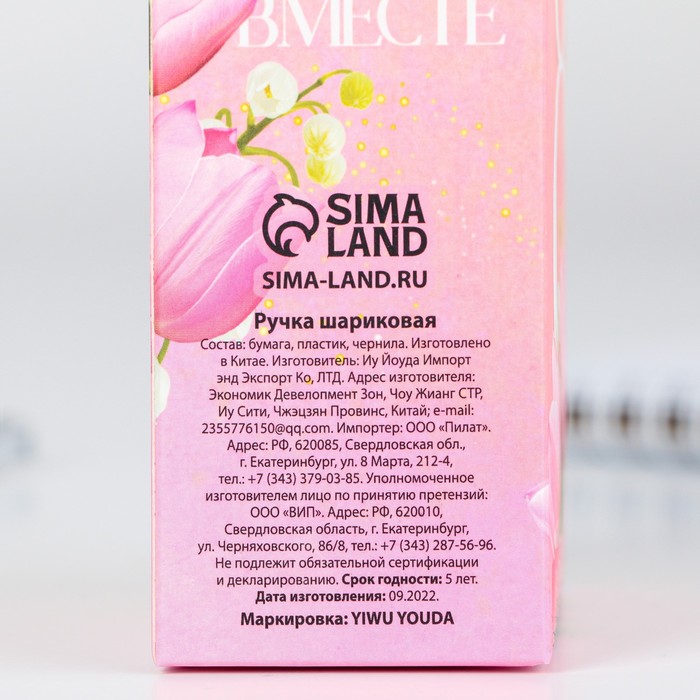 ВМЕСТЕ
SIMA
LAND
SIMA-LAND.RU
Ручка шариковая
Состав: бумага, пластик, чернила. Изготовлено
в Китае. Изготовитель: Иу Йоуда Импорт
энд Экспорт Ко, ЛТД. Адрес изготовителя:
Экономик Девелопмент Зон, Чоу Жианг СТР,
Иу Сити, Чжэцзян Провинс, Китай; e-mail:
2355776150@qq.com. Импортер: ООО «Пилат».
Адрес: РФ, 620085, Свердловская обл.,
г. Екатеринбург, ул. 8 Марта, 212-4,
тел.: +7 (343) 379-03-85. Уполномоченное
изготовителем лицо по принятию претензий:
ООО «ВИП». Адрес: РФ, 620010,
Свердловская область, г. Екатеринбург,
ул. Черняховского, 86/8, тел.: +7 (343) 287-56-96.
Не подлежит обязательной сертификации
и декларированию. Срок годности: 5 лет.
Дата изготовления: 09.2022.
Маркировка: YIWU YOUDA